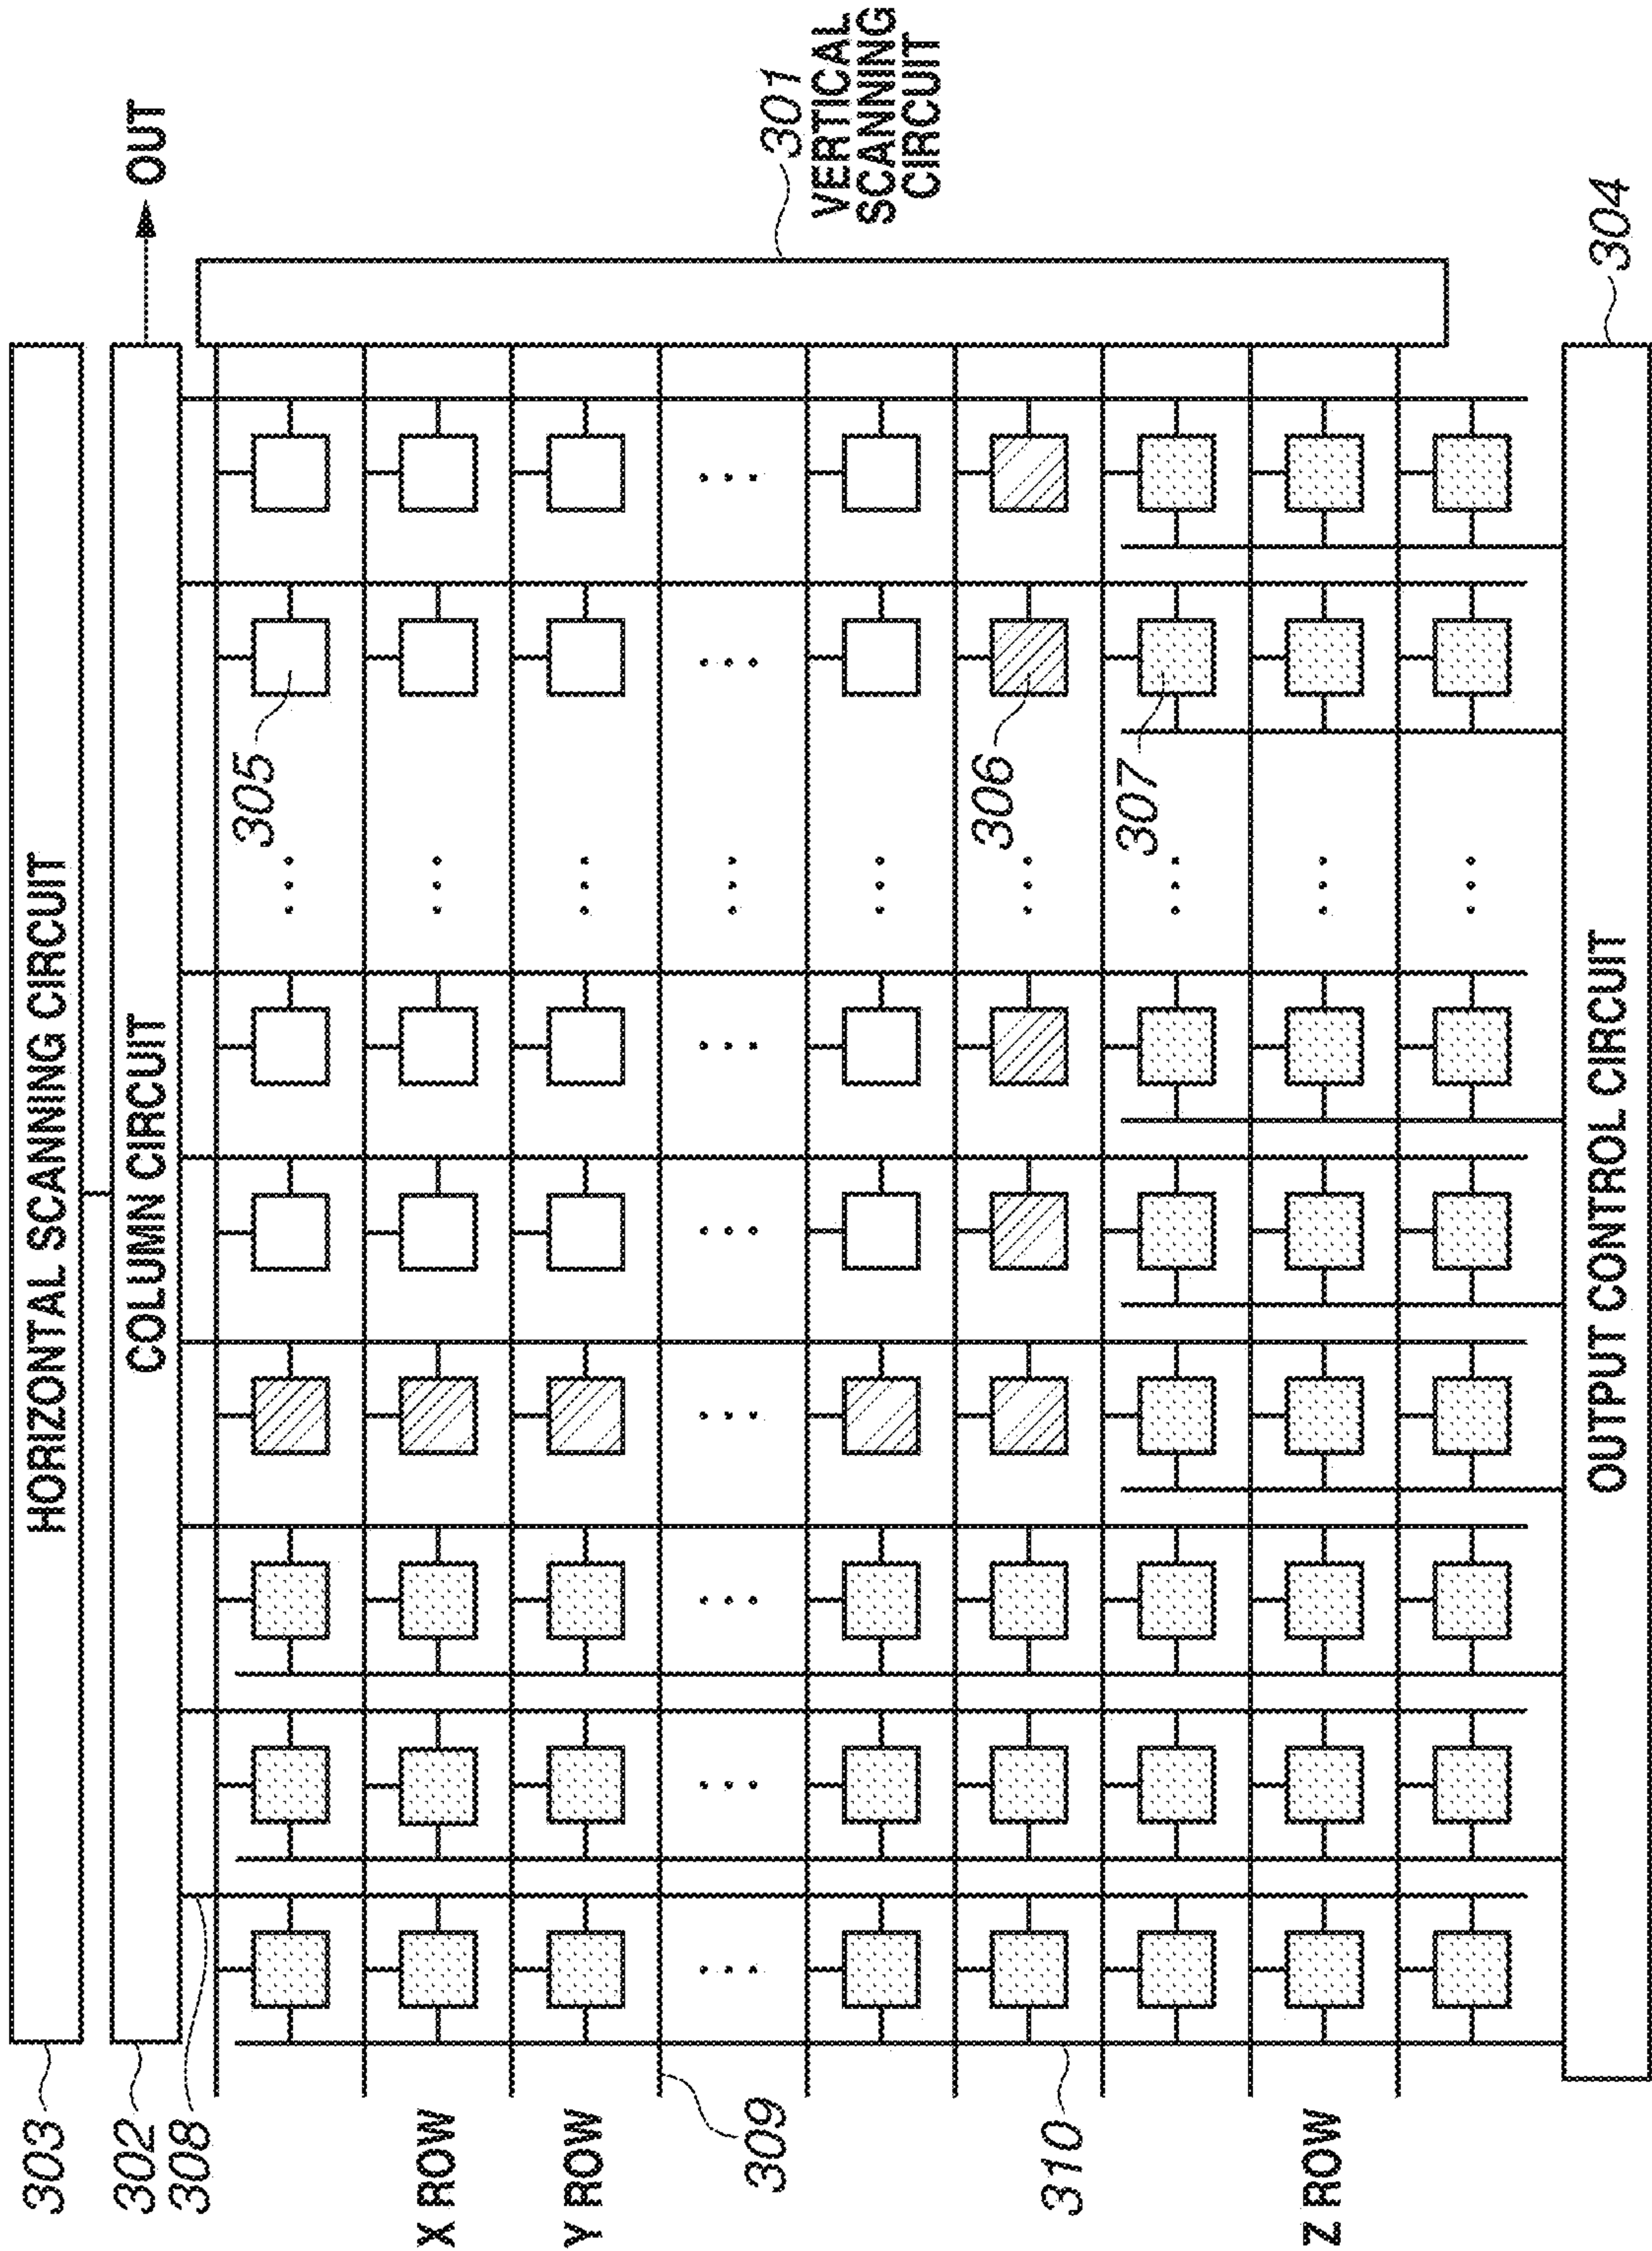 303
HORIZONTAL SCANNING CIRCUIT
302
COLUMN CIRCUIT
OUT
308
305
X ROW
Y ROW
309
301
VERTICAL
SCANNING
CIRCUIT
306
310
307
Z ROW
OUTPUT CONTROL CIRCUIT
304